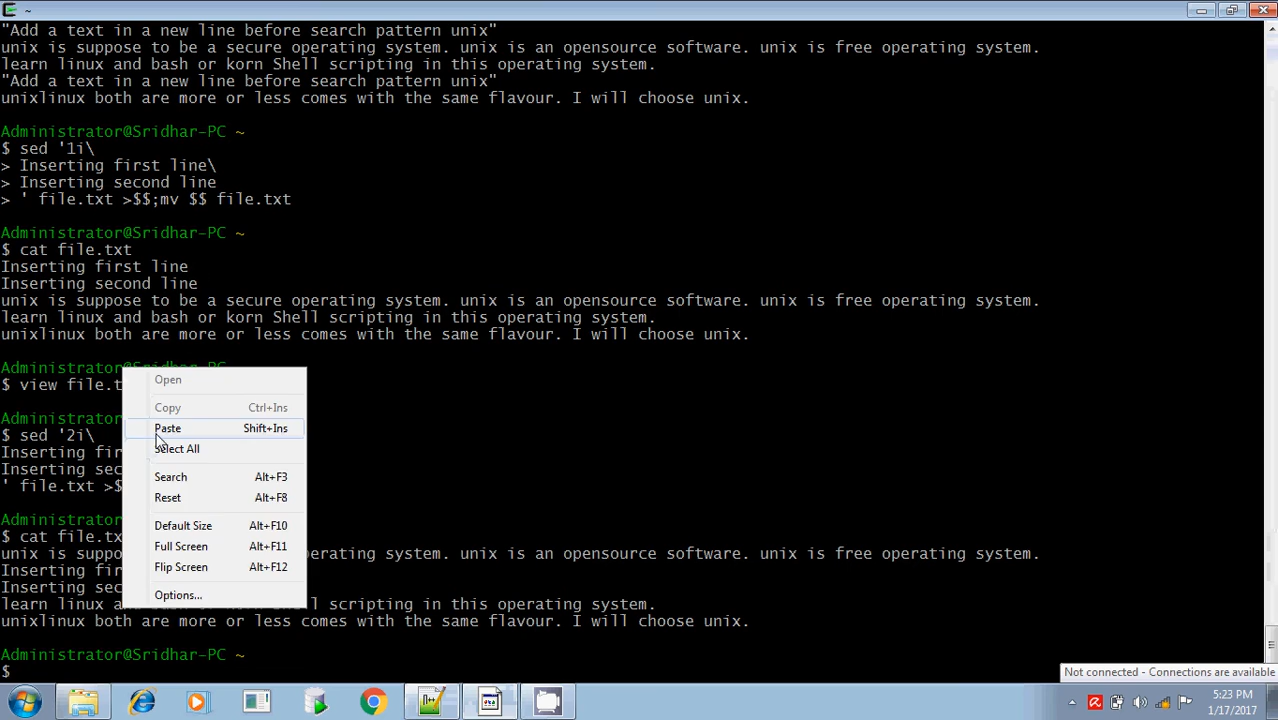 ~
"Add a text in a new line before search pattern unix"
unix is suppose to be a secure operating system. unix is an opensource software. unix is free operating system.
learn linux and bash or korn Shell scripting in this operating system.
"Add a text in a new line before search pattern unix"
unixlinux both are more or less comes with the same flavour. I will choose unix.
Administrator@Sridhar-PC ~
$ sed '1i\
> Inserting first line\
> Inserting second line
> ' file.txt >$$;mv $$ file.txt
Administrator@Sridhar-PC ~
$ cat file.txt
Inserting first line
Inserting second line
unix is suppose to be a secure operating system. unix is an opensource software. unix is free operating system.
learn linux and bash or korn Shell scripting in this operating system.
unixlinux both are more or less comes with the same flavour. I will choose unix.
Administrator@Sridhar-PC ~
$ view file.t
Administrator
$ sed '2i\
Inserting fir
Inserting sec
' file.txt >$
Administrator
$ cat file.tx
unix is suppo erating system. unix is an opensource software. unix is free operating system.
Inserting fir
Inserting sec
learn linux a Shell scripting in this operating system.
unixlinux both are more or less comes with the same flavour. I will choose unix.
Administrator@Sridhar-PC ~
$
Open
Copy Ctrl+Ins
Paste Shift+Ins
Select All
Search Alt+F3
Reset Alt+F8
Default Size Alt+F10
Full Screen Alt+F11
Flip Screen Alt+F12
Options...
Not connected - Connections are available
5:23 PM
1/17/2017